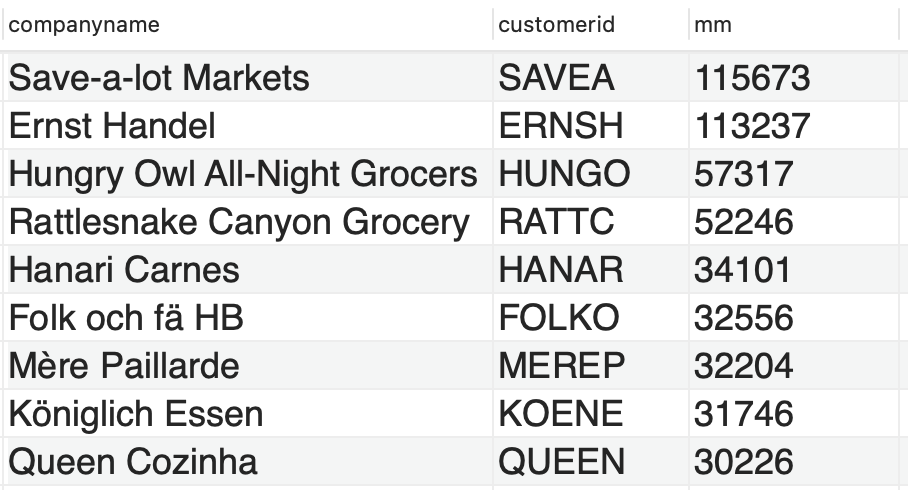 companyname customerid mm
Save-a-lot Markets SAVEA 115673
Ernst Handel ERNSH 113237
Hungry Owl All-Night Grocers HUNGO 57317
Rattlesnake Canyon Grocery RATTC 52246
Hanari Carnes HANAR 34101
Folk och fä HB FOLKO 32556
Mère Paillarde MEREP 32204
Königlich Essen KOENE 31746
Queen Cozinha QUEEN 30226